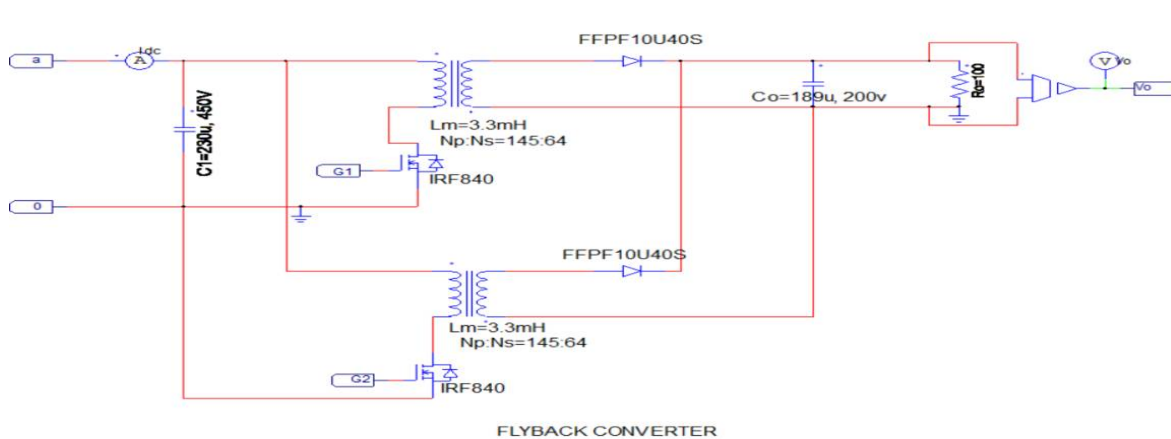 a
Idc
A
C1=230u, 450V
0
Lm=3.3mH
Np:Ns=145:64
G1
IRF840
FFPF10U40S
Co=189u, 200v
Ro=100
V
Vo
Vo
FFPF10U40S
Lm=3.3mH
Np:Ns=145:64
G2
IRF840
FLYBACK CONVERTER